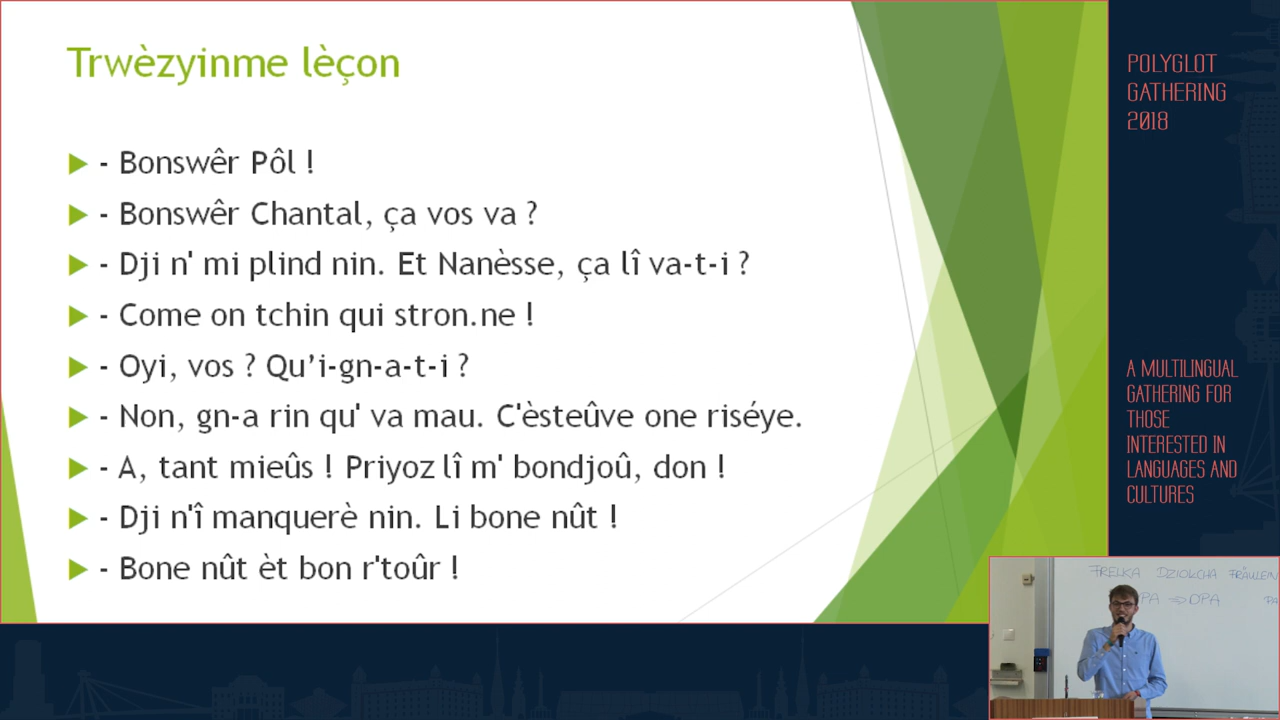 Trwèzyinme lèçon
- Bonswêr Pôl !
- Bonswêr Chantal, ça vos va ?
- Dji n' mi plind nin. Et Nanèsse, ça lî va-t-i ?
- Come on tchin qui stron.ne !
- Oyi, vos ? Qu’i-gn-a-t-i ?
- Non, gn-a rin qu' va mau. C'èsteûve one riséye.
- A, tant mieûs ! Priyoz lî m' bondjoû, don !
- Dji n'î manquerè nin. Li bone nût !
- Bone nût èt bon r'toûr !
POLYGLOT
GATHERING
2018
A MULTILINGUAL
GATHERING FOR
THOSE
INTERESTED IN
LANGUAGES AND
CULTURES
FRELKA DZIOŁCHA FRÄULEIN